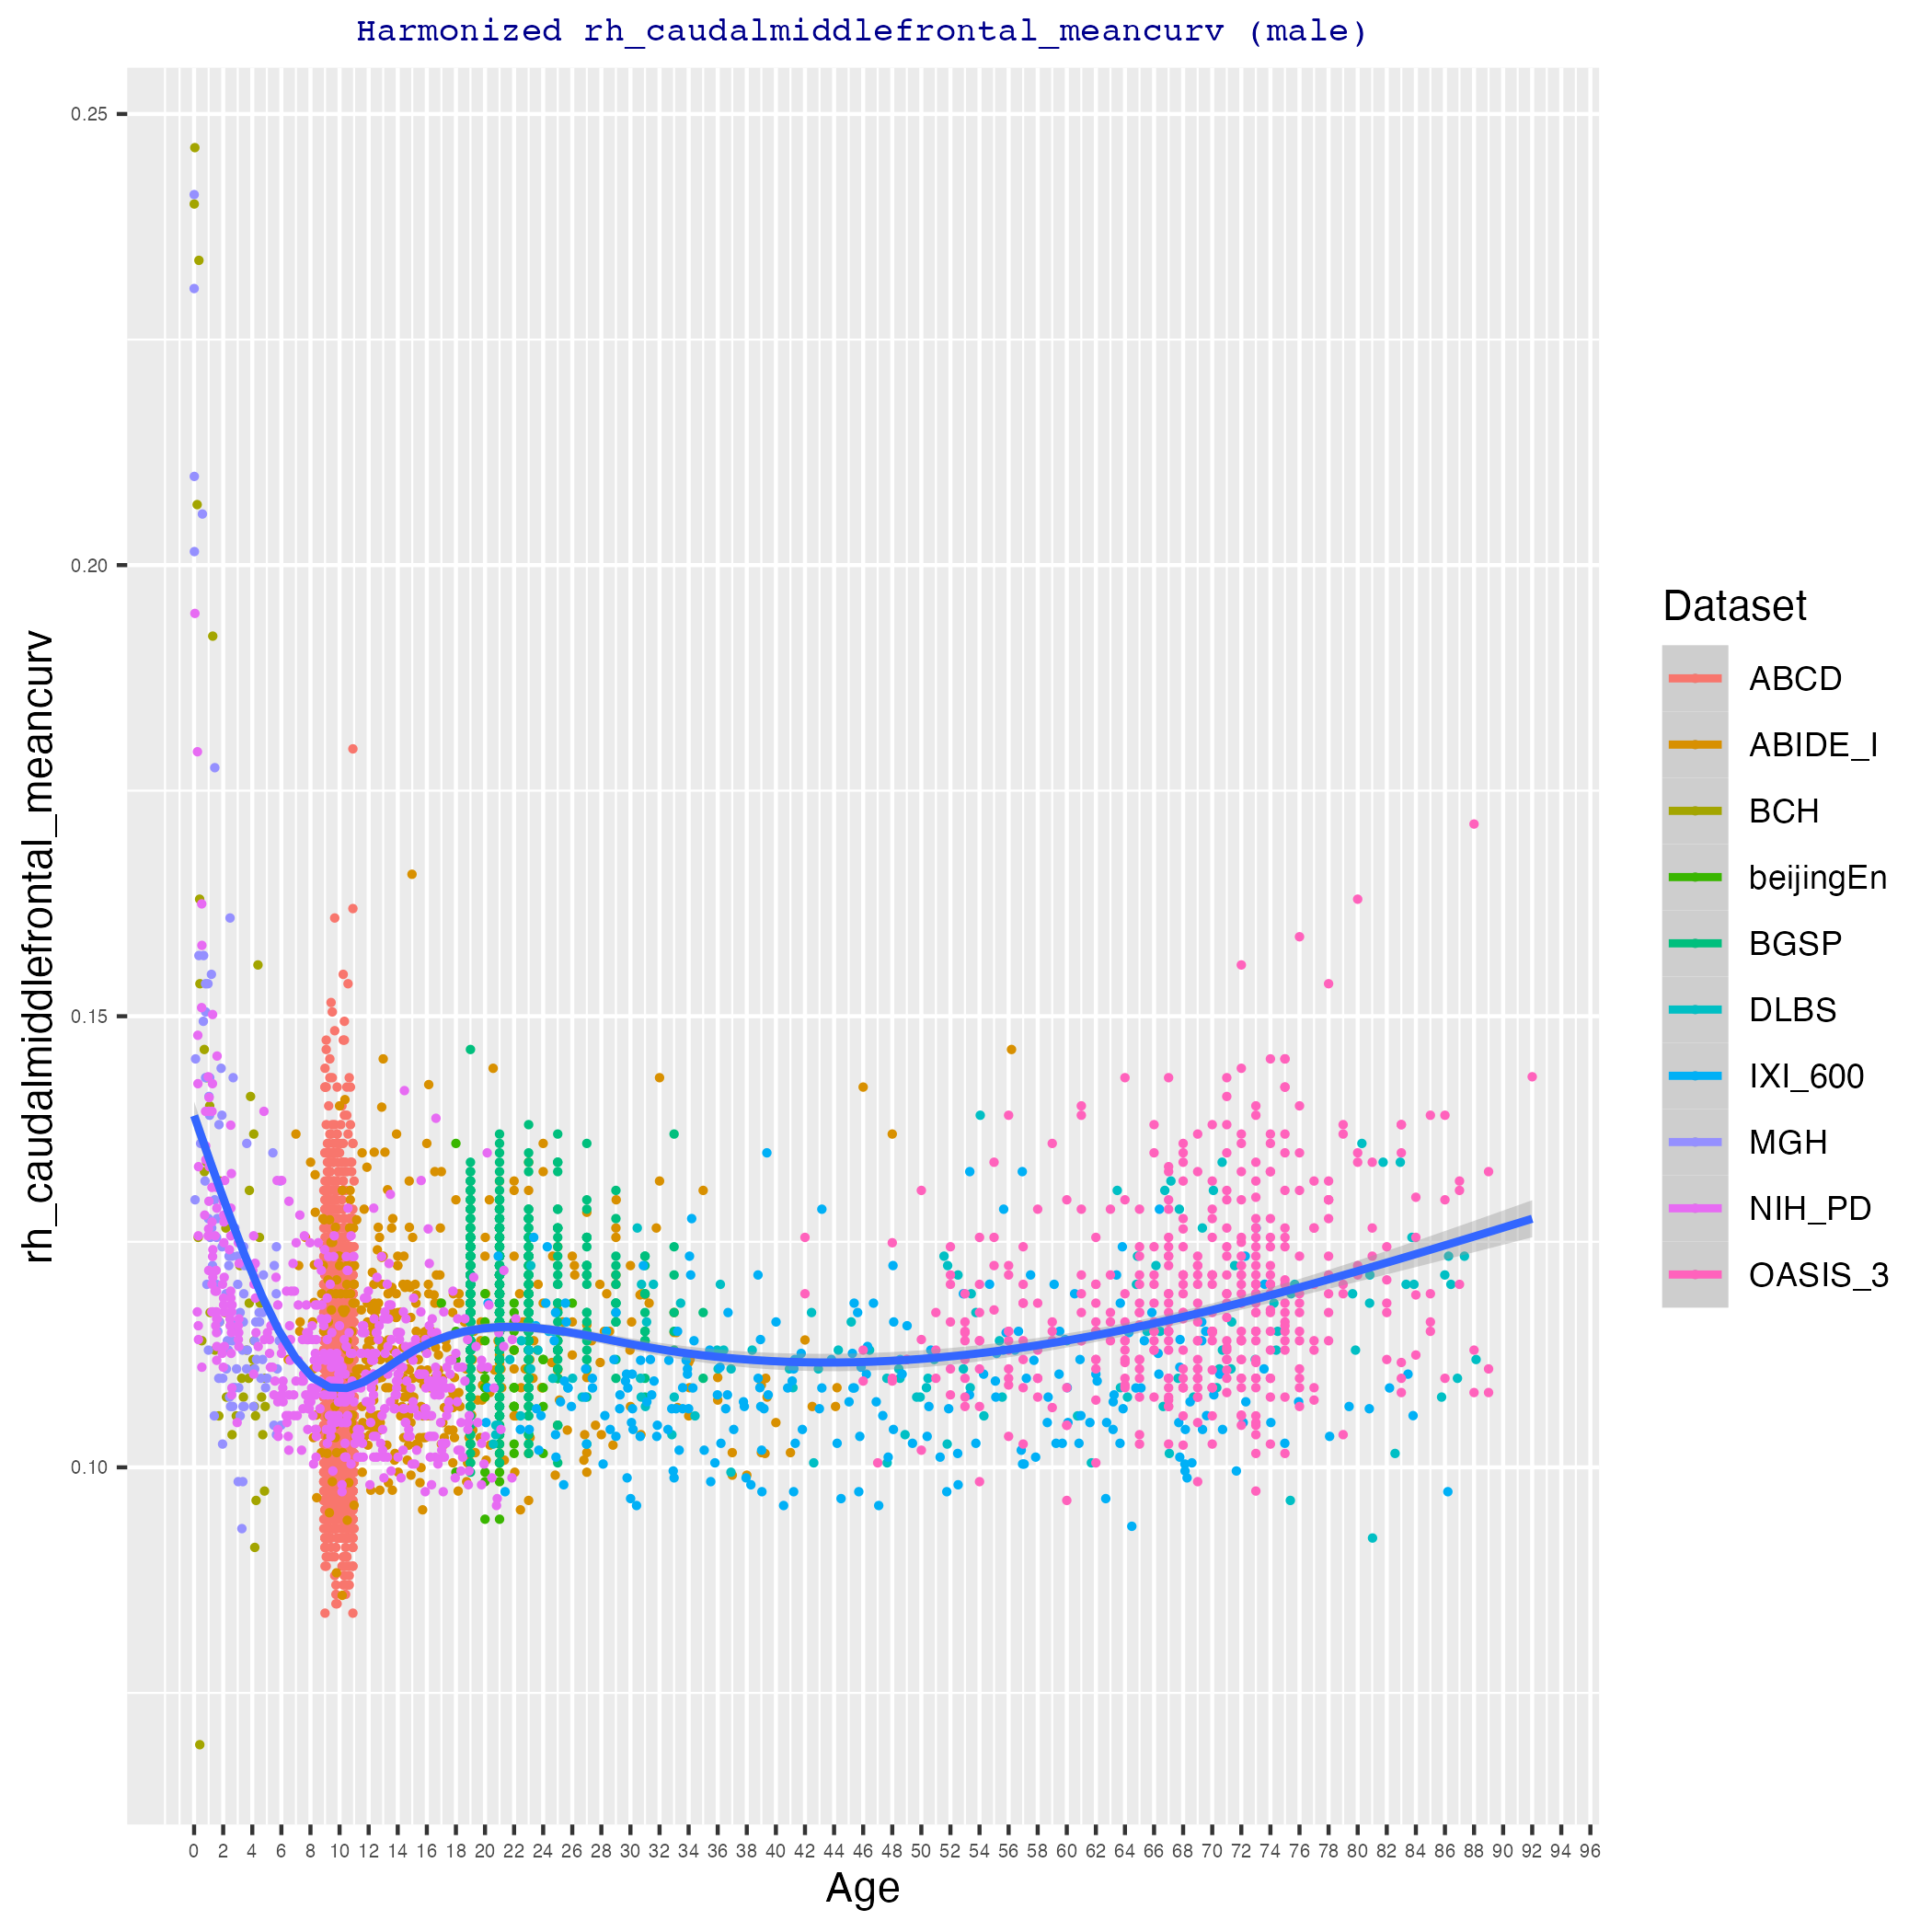 Harmonized rh_caudalmiddlefrontal_meancurv (male)
rh_caudalmiddlefrontal_meancurv
0.25
0.20
0.15
0.10
0 2 4 6 8 10 12 14 16 18 20 22 24 26 28 30 32 34 36 38 40 42 44 46 48 50 52 54 56 58 60 62 64 66 68 70 72 74 76 78 80 82 84 86 88 90 92 94 96
Age
Dataset
ABCD
ABIDE_I
BCH
beijingEn
BGSP
DLBS
IXI_600
MGH
NIH_PD
OASIS_3